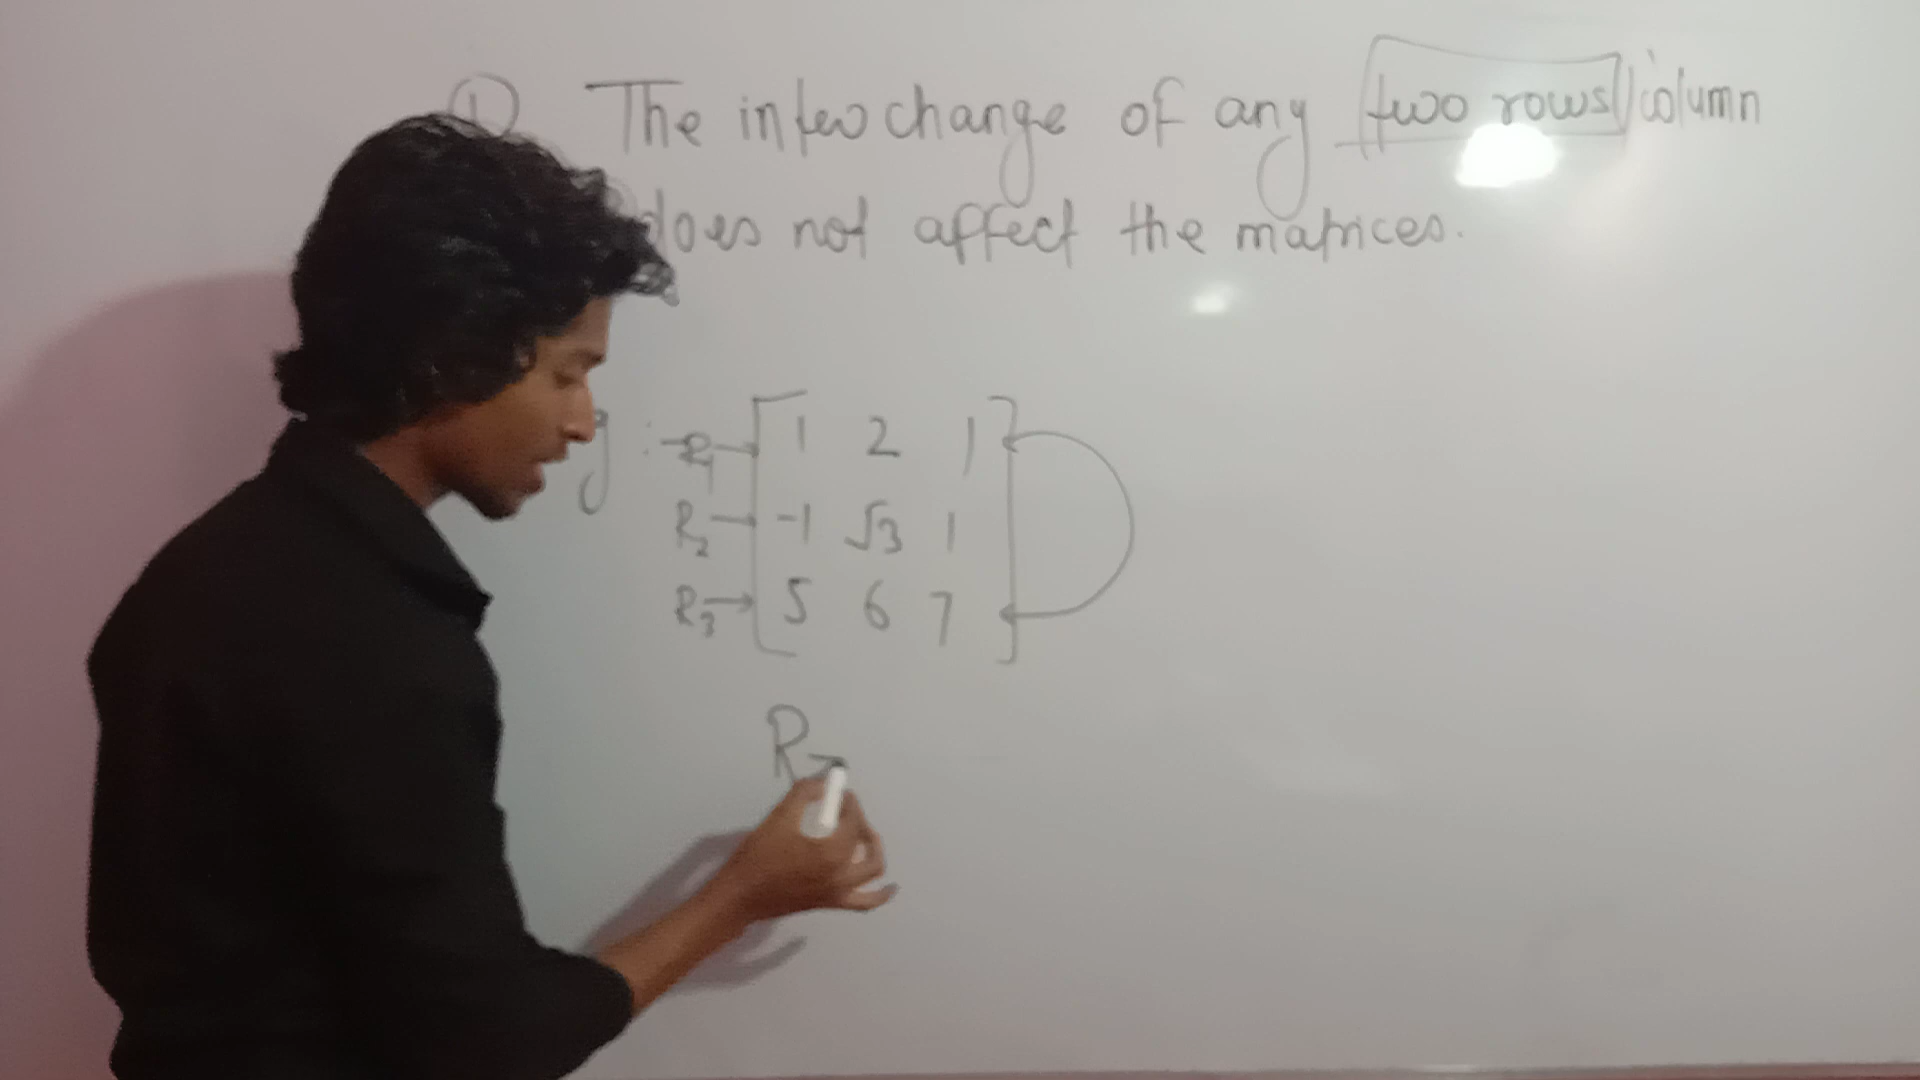 ① The interchange of any two rows/column
does not affect the matrices.
g :- R1 → [ 1 2 1 ]
R2 → -1 √3 1
R3 → 5 6 7
R